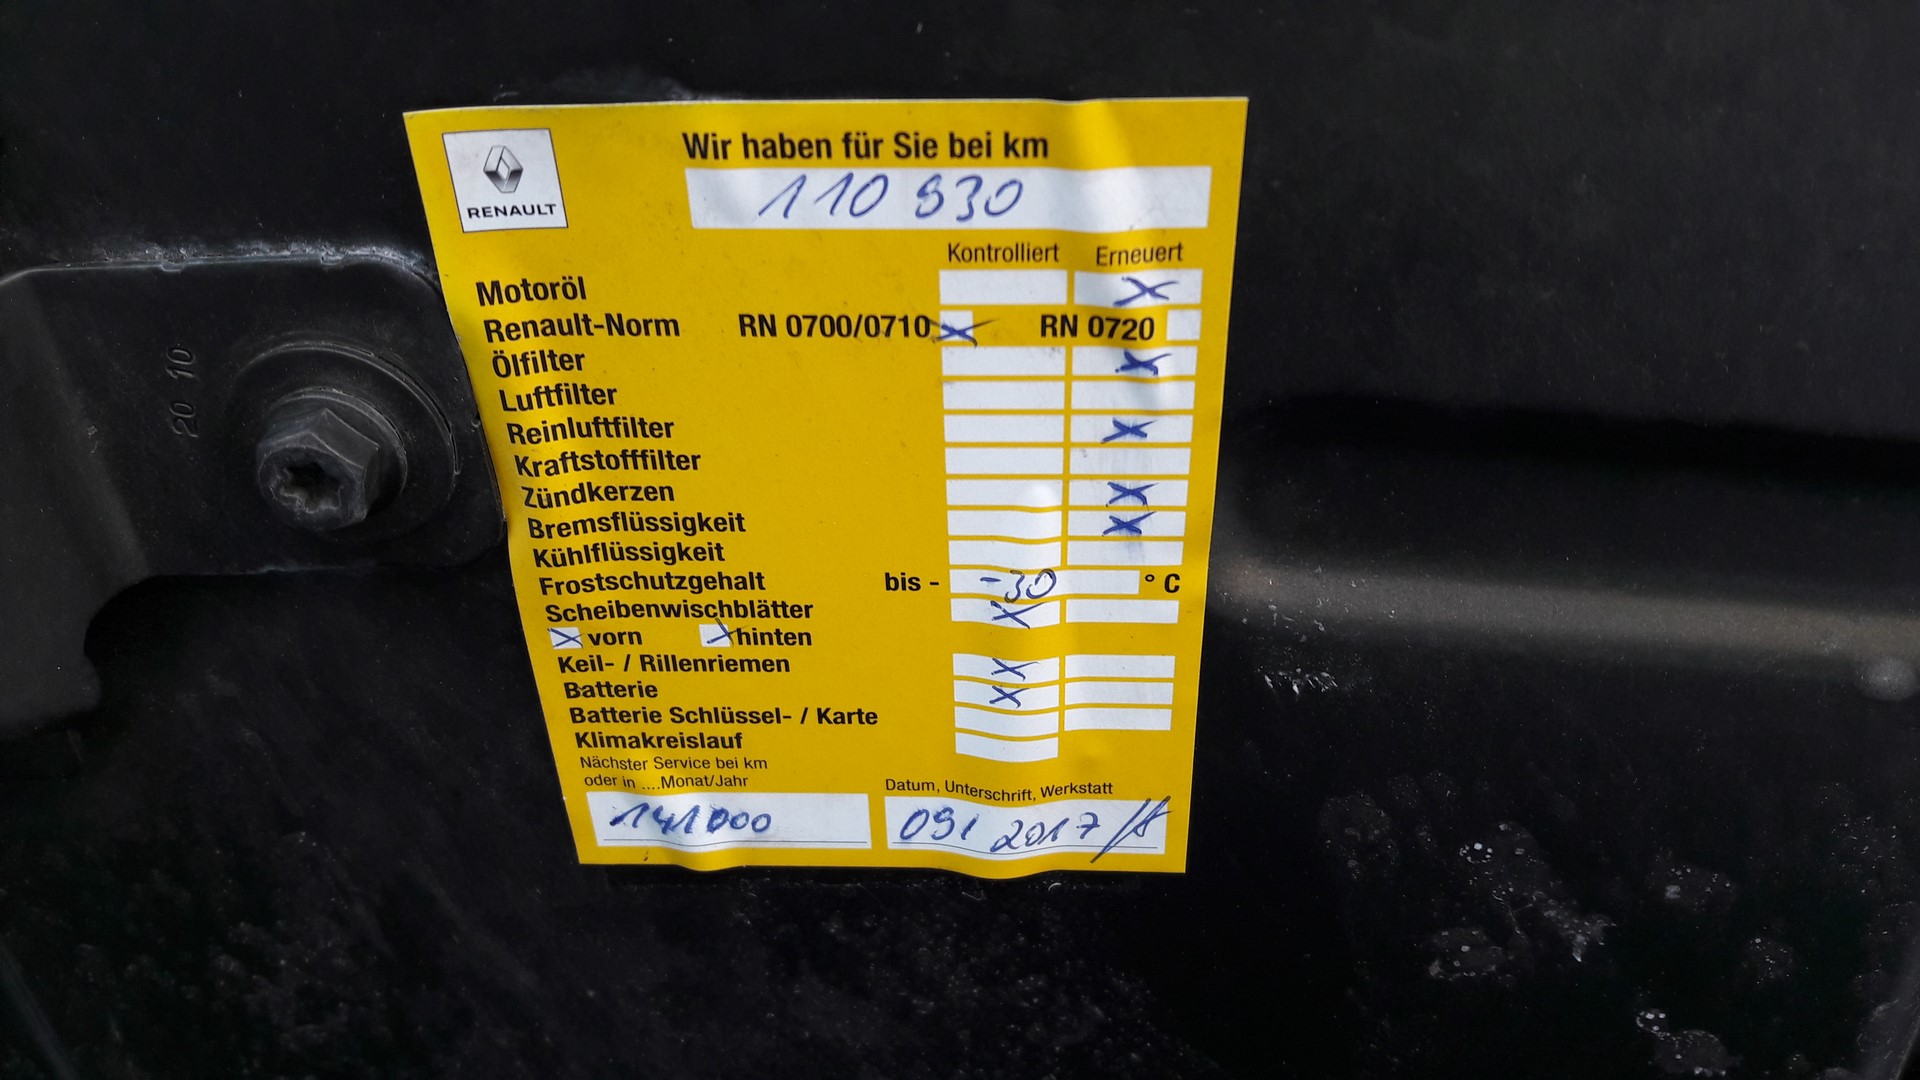 RENAULT
Wir haben für Sie bei km
110 930
Kontrolliert Erneuert
Motoröl X
Renault-Norm RN 0700/0710 X RN 0720
Ölfilter X
Luftfilter
Reinluftfilter X
Kraftstofffilter
Zündkerzen X
Bremsflüssigkeit X
Kühlflüssigkeit
Frostschutzgehalt bis - -30 ° C
Scheibenwischblätter X
X vorn X hinten
Keil- / Rillenriemen X
Batterie X
Batterie Schlüssel- / Karte
Klimakreislauf
Nächster Service bei km
oder in ....Monat/Jahr
141000
Datum, Unterschrift, Werkstatt
09/ 2017
20 10